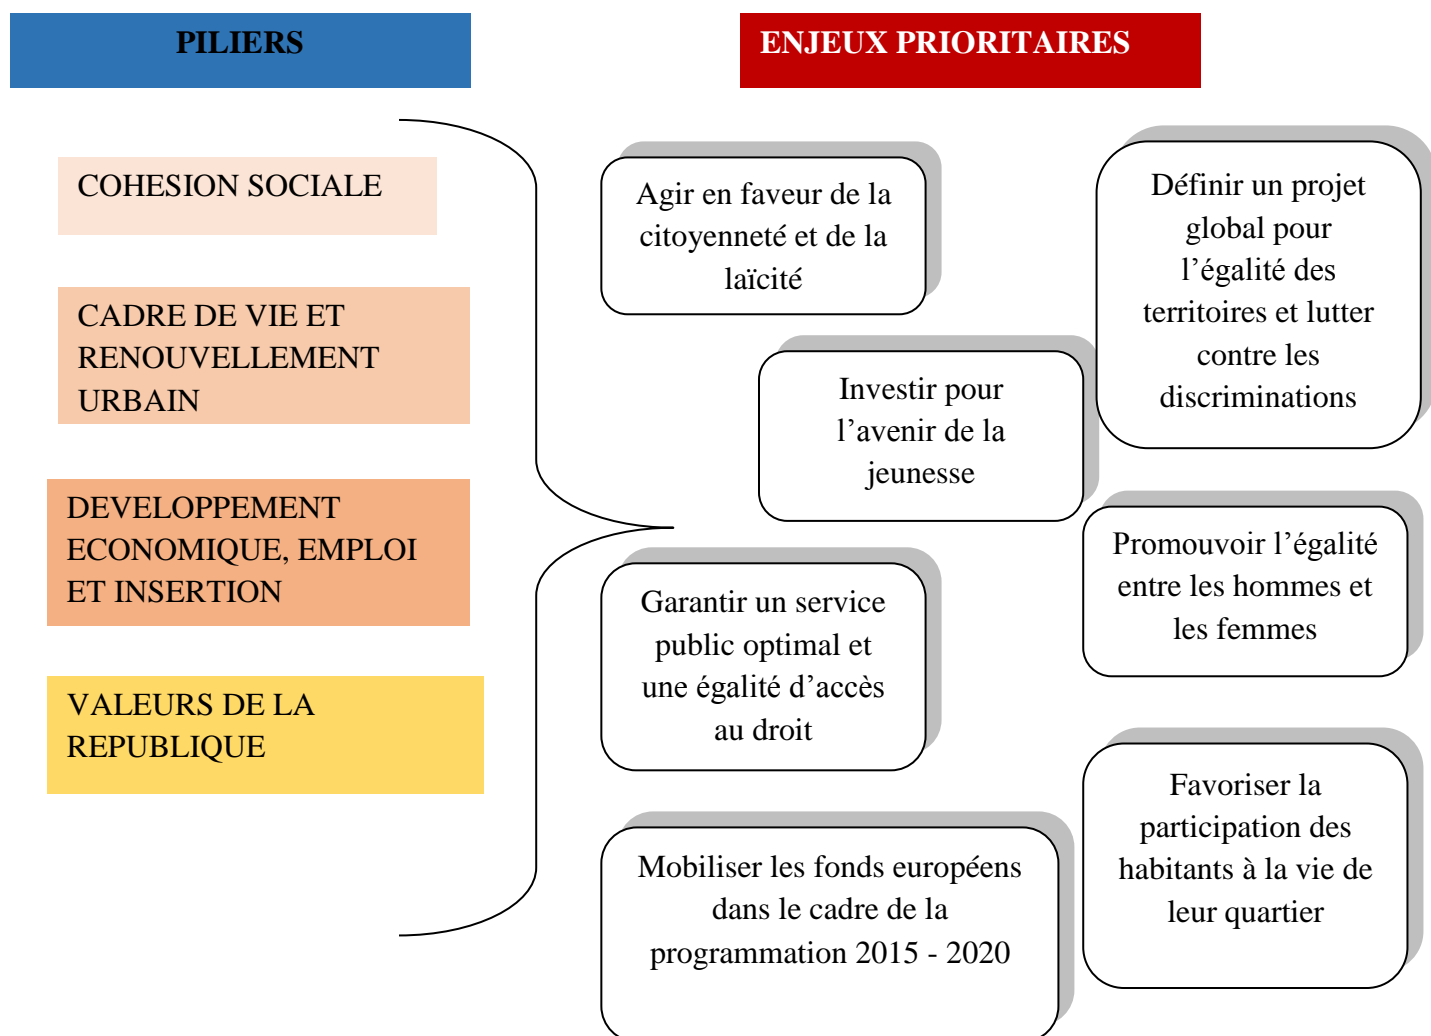 PILIERS
ENJEUX PRIORITAIRES
COHESION SOCIALE
CADRE DE VIE ET
RENOUVELLEMENT
URBAIN
DEVELOPPEMENT
ECONOMIQUE, EMPLOI
ET INSERTION
VALEURS DE LA
REPUBLIQUE
Agir en faveur de la
citoyenneté et de la
laïcité
Définir un projet
global pour
l’égalité des
territoires et lutter
contre les
discriminations
Investir pour
l’avenir de la
jeunesse
Promouvoir l’égalité
entre les hommes et
les femmes
Garantir un service
public optimal et
une égalité d’accès
au droit
Favoriser la
participation des
habitants à la vie de
leur quartier
Mobiliser les fonds européens
dans le cadre de la
programmation 2015 - 2020